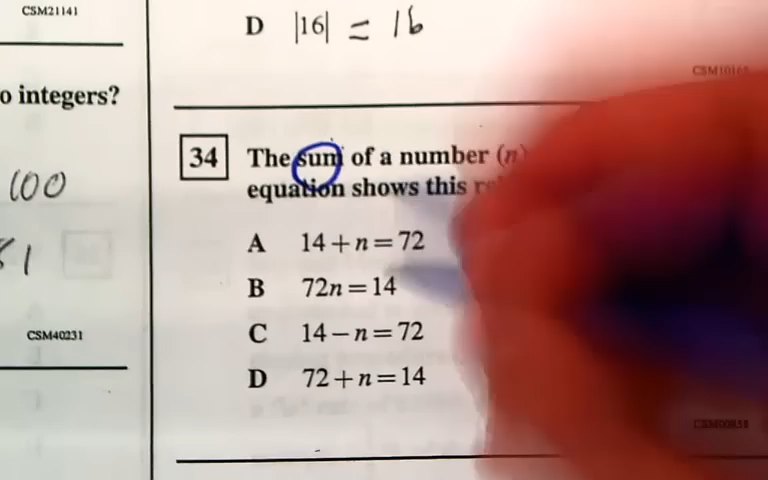 CSM21141
D |16| = 16
o integers?
34 The sum of a number (n)
equation shows this
100
A 14+n=72
81
B 72n=14
C 14−n=72
CSM40231
D 72+n=14